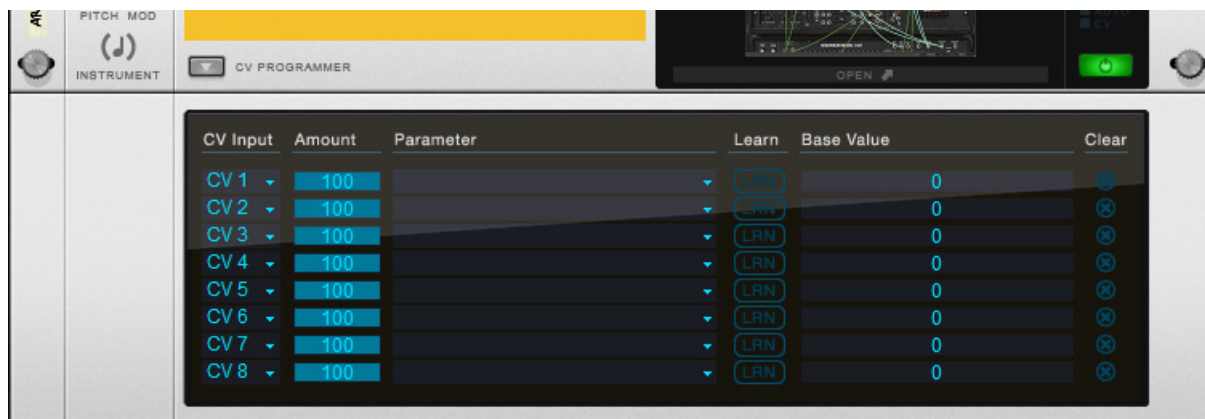 PITCH MOD
INSTRUMENT
CV PROGRAMMER
OPEN
CV
CV Input Amount Parameter Learn Base Value Clear
CV 1 100 LRN 0
CV 2 100 LRN 0
CV 3 100 LRN 0
CV 4 100 LRN 0
CV 5 100 LRN 0
CV 6 100 LRN 0
CV 7 100 LRN 0
CV 8 100 LRN 0